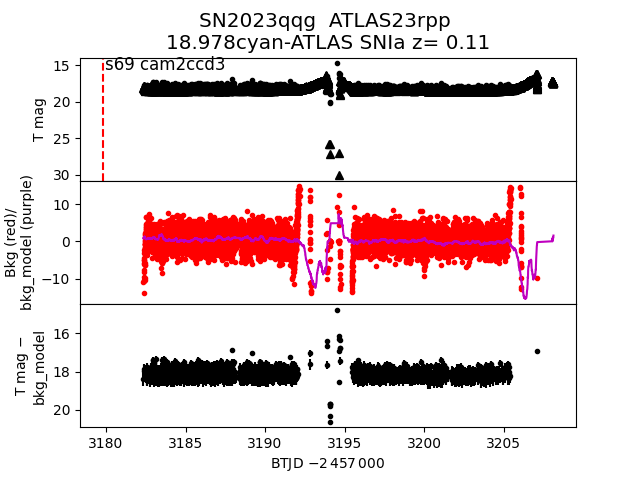 SN2023qqg ATLAS23rpp
18.978cyan-ATLAS SNIa z= 0.11
s69 cam2ccd3
15
20
25
30
T mag
10
0
−10
Bkg (red)/
bkg_model (purple)
16
18
20
T mag −
bkg_model
3180 3185 3190 3195 3200 3205
BTJD −2 457 000